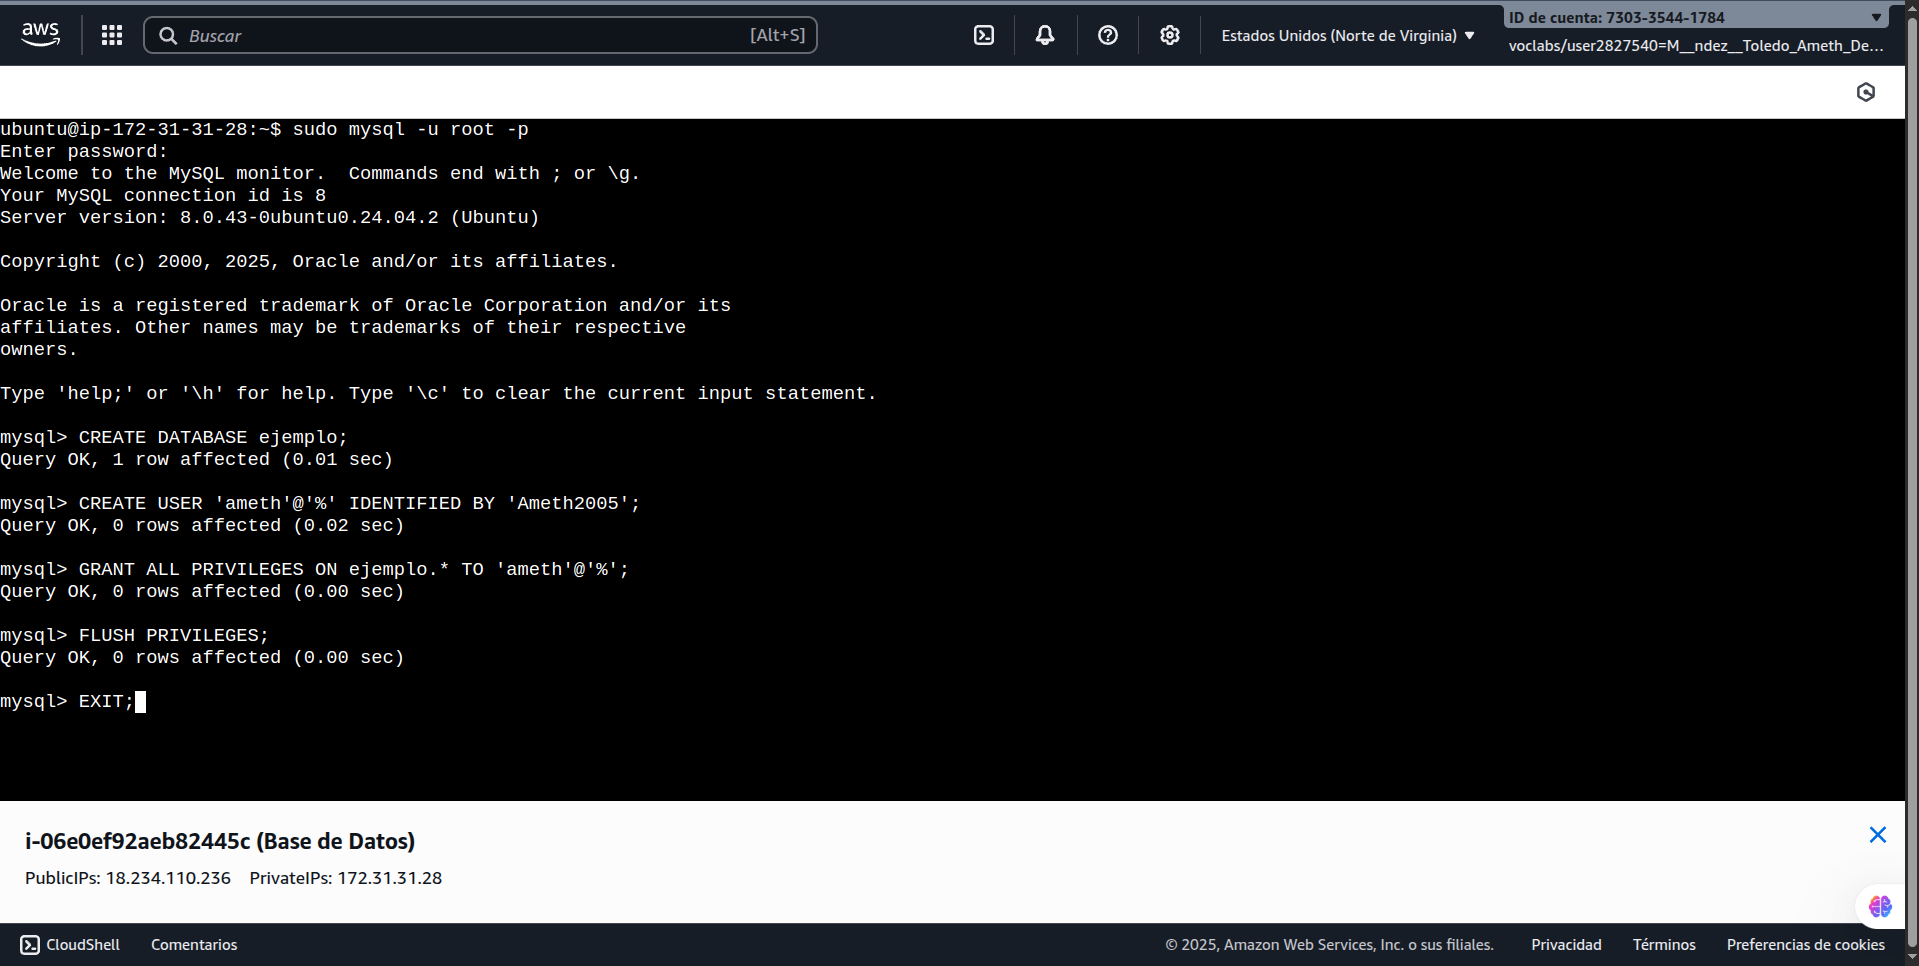 aws
Buscar
[Alt+S]
Estados Unidos (Norte de Virginia)
ID de cuenta: 7303-3544-1784
voclabs/user2827540=M__ndez__Toledo_Ameth_De...
ubuntu@ip-172-31-31-28:~$ sudo mysql -u root -p
Enter password:
Welcome to the MySQL monitor.  Commands end with ; or \g.
Your MySQL connection id is 8
Server version: 8.0.43-0ubuntu0.24.04.2 (Ubuntu)
Copyright (c) 2000, 2025, Oracle and/or its affiliates.
Oracle is a registered trademark of Oracle Corporation and/or its
affiliates. Other names may be trademarks of their respective
owners.
Type 'help;' or '\h' for help. Type '\c' to clear the current input statement.
mysql> CREATE DATABASE ejemplo;
Query OK, 1 row affected (0.01 sec)
mysql> CREATE USER 'ameth'@'%' IDENTIFIED BY 'Ameth2005';
Query OK, 0 rows affected (0.02 sec)
mysql> GRANT ALL PRIVILEGES ON ejemplo.* TO 'ameth'@'%';
Query OK, 0 rows affected (0.00 sec)
mysql> FLUSH PRIVILEGES;
Query OK, 0 rows affected (0.00 sec)
mysql> EXIT;
i-06e0ef92aeb82445c (Base de Datos)
PublicIPs: 18.234.110.236 PrivateIPs: 172.31.31.28
CloudShell Comentarios © 2025, Amazon Web Services, Inc. o sus filiales. Privacidad Términos Preferencias de cookies